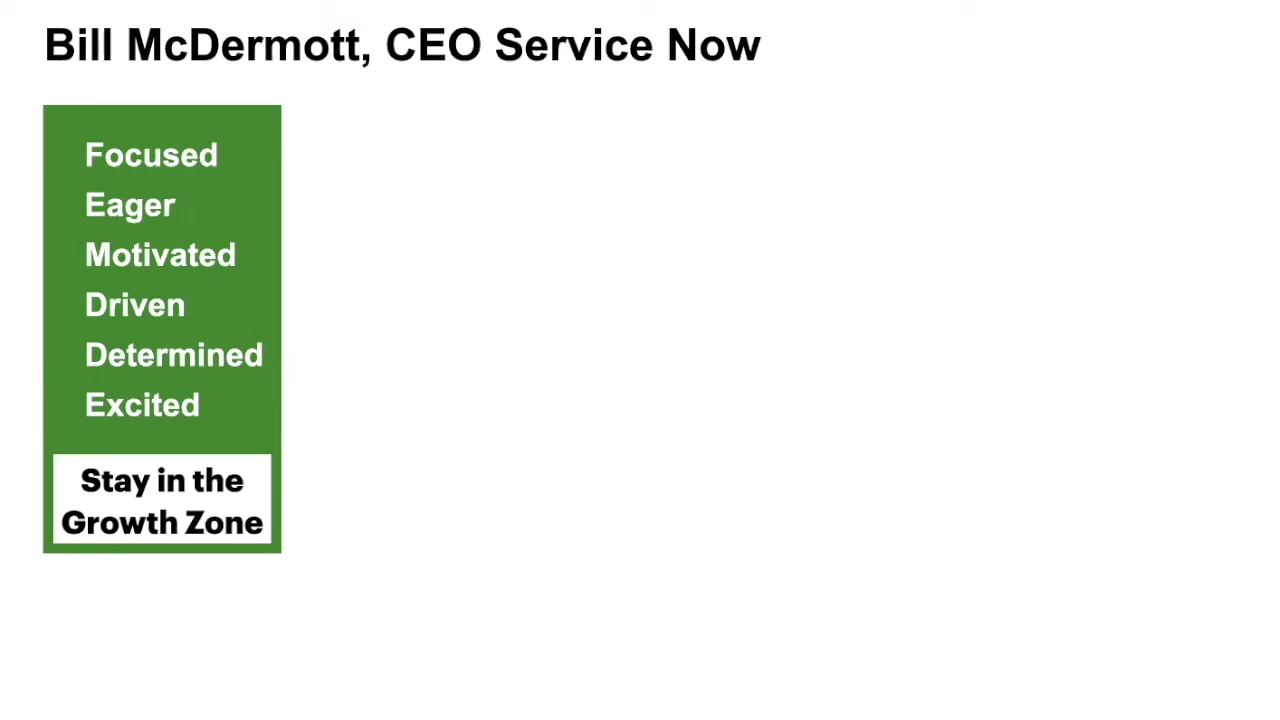 Bill McDermott, CEO Service Now
Focused
Eager
Motivated
Driven
Determined
Excited
Stay in the
Growth Zone